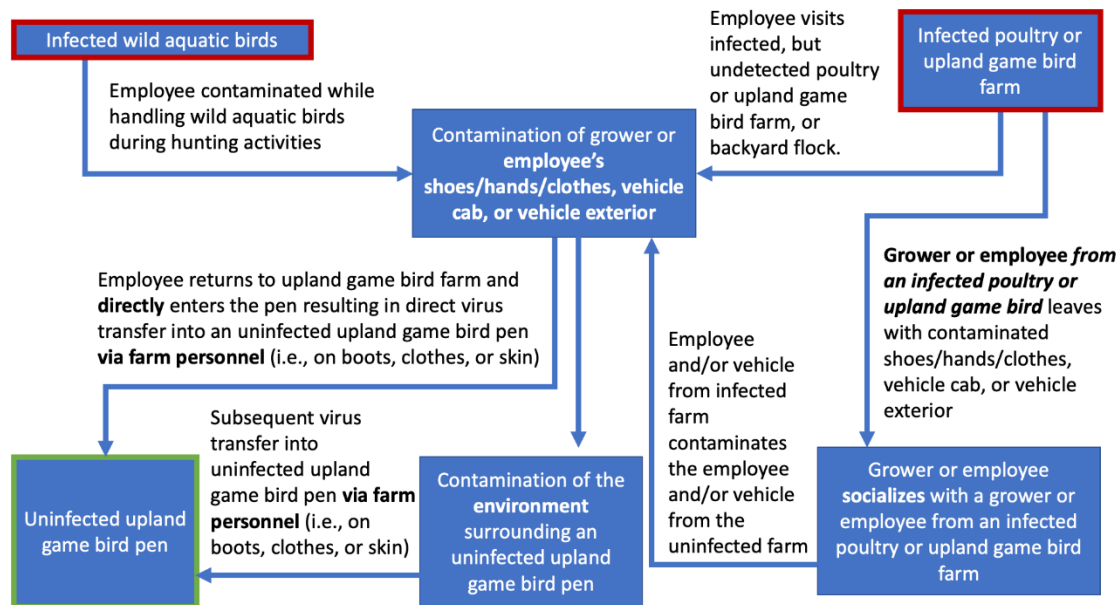 Infected wild aquatic birds
Employee contaminated while
handling wild aquatic birds
during hunting activities
Employee visits
infected, but
undetected poultry
or upland game
bird farm, or
backyard flock.
Infected poultry or
upland game bird
farm
Contamination of grower or
employee's
shoes/hands/clothes, vehicle
cab, or vehicle exterior
Employee returns to upland game bird farm and
directly enters the pen resulting in direct virus
transfer into an uninfected upland game bird pen
via farm personnel (i.e., on boots, clothes, or skin)
Grower or employee from
an infected poultry or
upland game bird leaves
with contaminated
shoes/hands/clothes,
vehicle cab, or vehicle
exterior
Employee
and/or vehicle
from infected
farm
contaminates
the employee
and/or vehicle
from the
uninfected farm
Subsequent virus
transfer into
uninfected upland
game bird pen via farm
personnel (i.e., on
boots, clothes, or skin)
Uninfected upland
game bird pen
Contamination of the
environment
surrounding an
uninfected upland
game bird pen
Grower or employee
socializes with a grower or
employee from an infected
poultry or upland game bird
farm